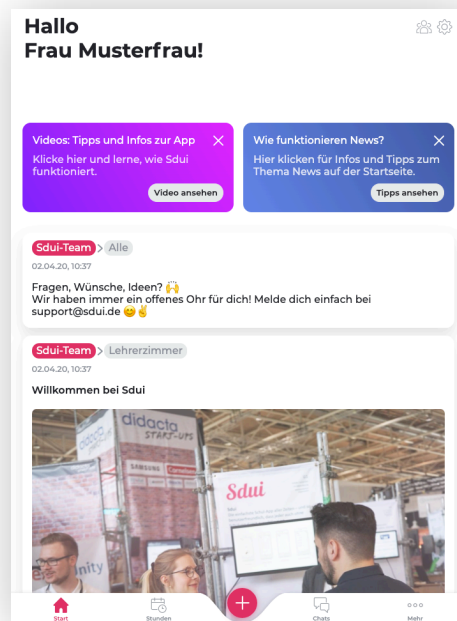 Hallo
Frau Musterfrau!
Videos: Tipps und Infos zur App
Klicke hier und lerne, wie Sdui
funktioniert.
Video ansehen
Wie funktionieren News?
Hier klicken für Infos und Tipps zum
Thema News auf der Startseite.
Tipps ansehen
Sdui-Team > Alle
02.04.20, 10:37
Fragen, Wünsche, Ideen? 🙌
Wir haben immer ein offenes Ohr für dich! Melde dich einfach bei
support@sdui.de 😊✌️
Sdui-Team > Lehrerzimmer
02.04.20, 10:37
Willkommen bei Sdui
didacta
START-UPS
SAMSUNG
Sdui
Start
Stunden
Chats
Mehr